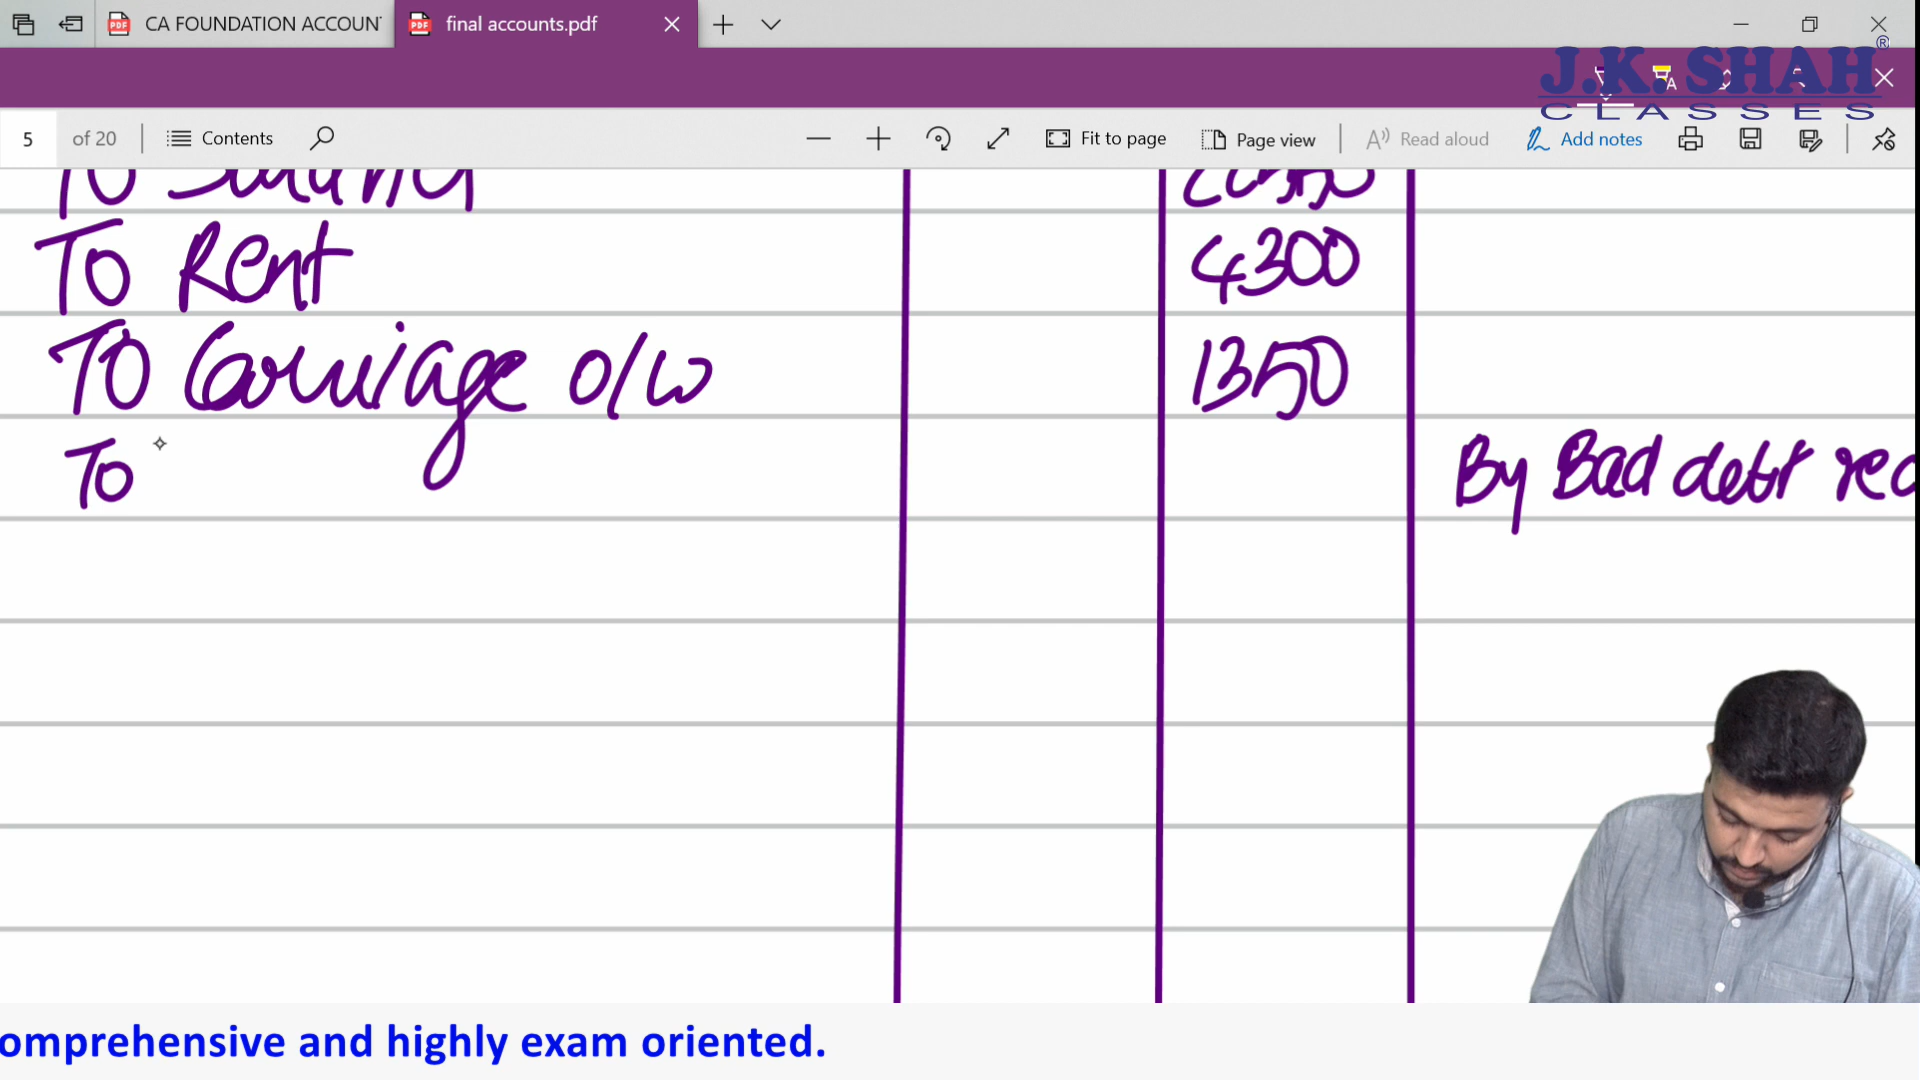 CA FOUNDATION ACCOUN
final accounts.pdf
J.K. SHAH®
CLASSES
5 of 20
Contents
Fit to page
Page view
Read aloud
Add notes
To
To Rent 4300
To Carriage o/w 1350
To By Bad debt rec
omprehensive and highly exam oriented.